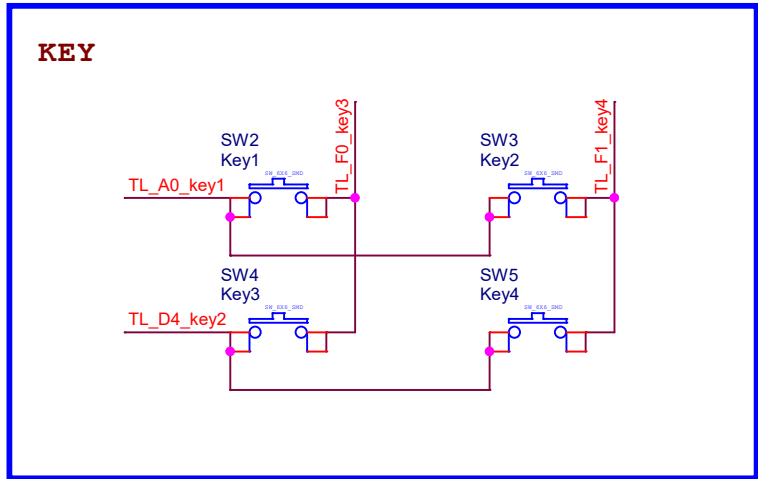 KEY
TL_F0_key3
TL_F1_key4
SW2
Key1
SW_6X6_SMD
TL_A0_key1
SW3
Key2
SW_6X6_SMD
SW4
Key3
SW_6X6_SMD
TL_D4_key2
SW5
Key4
SW_6X6_SMD